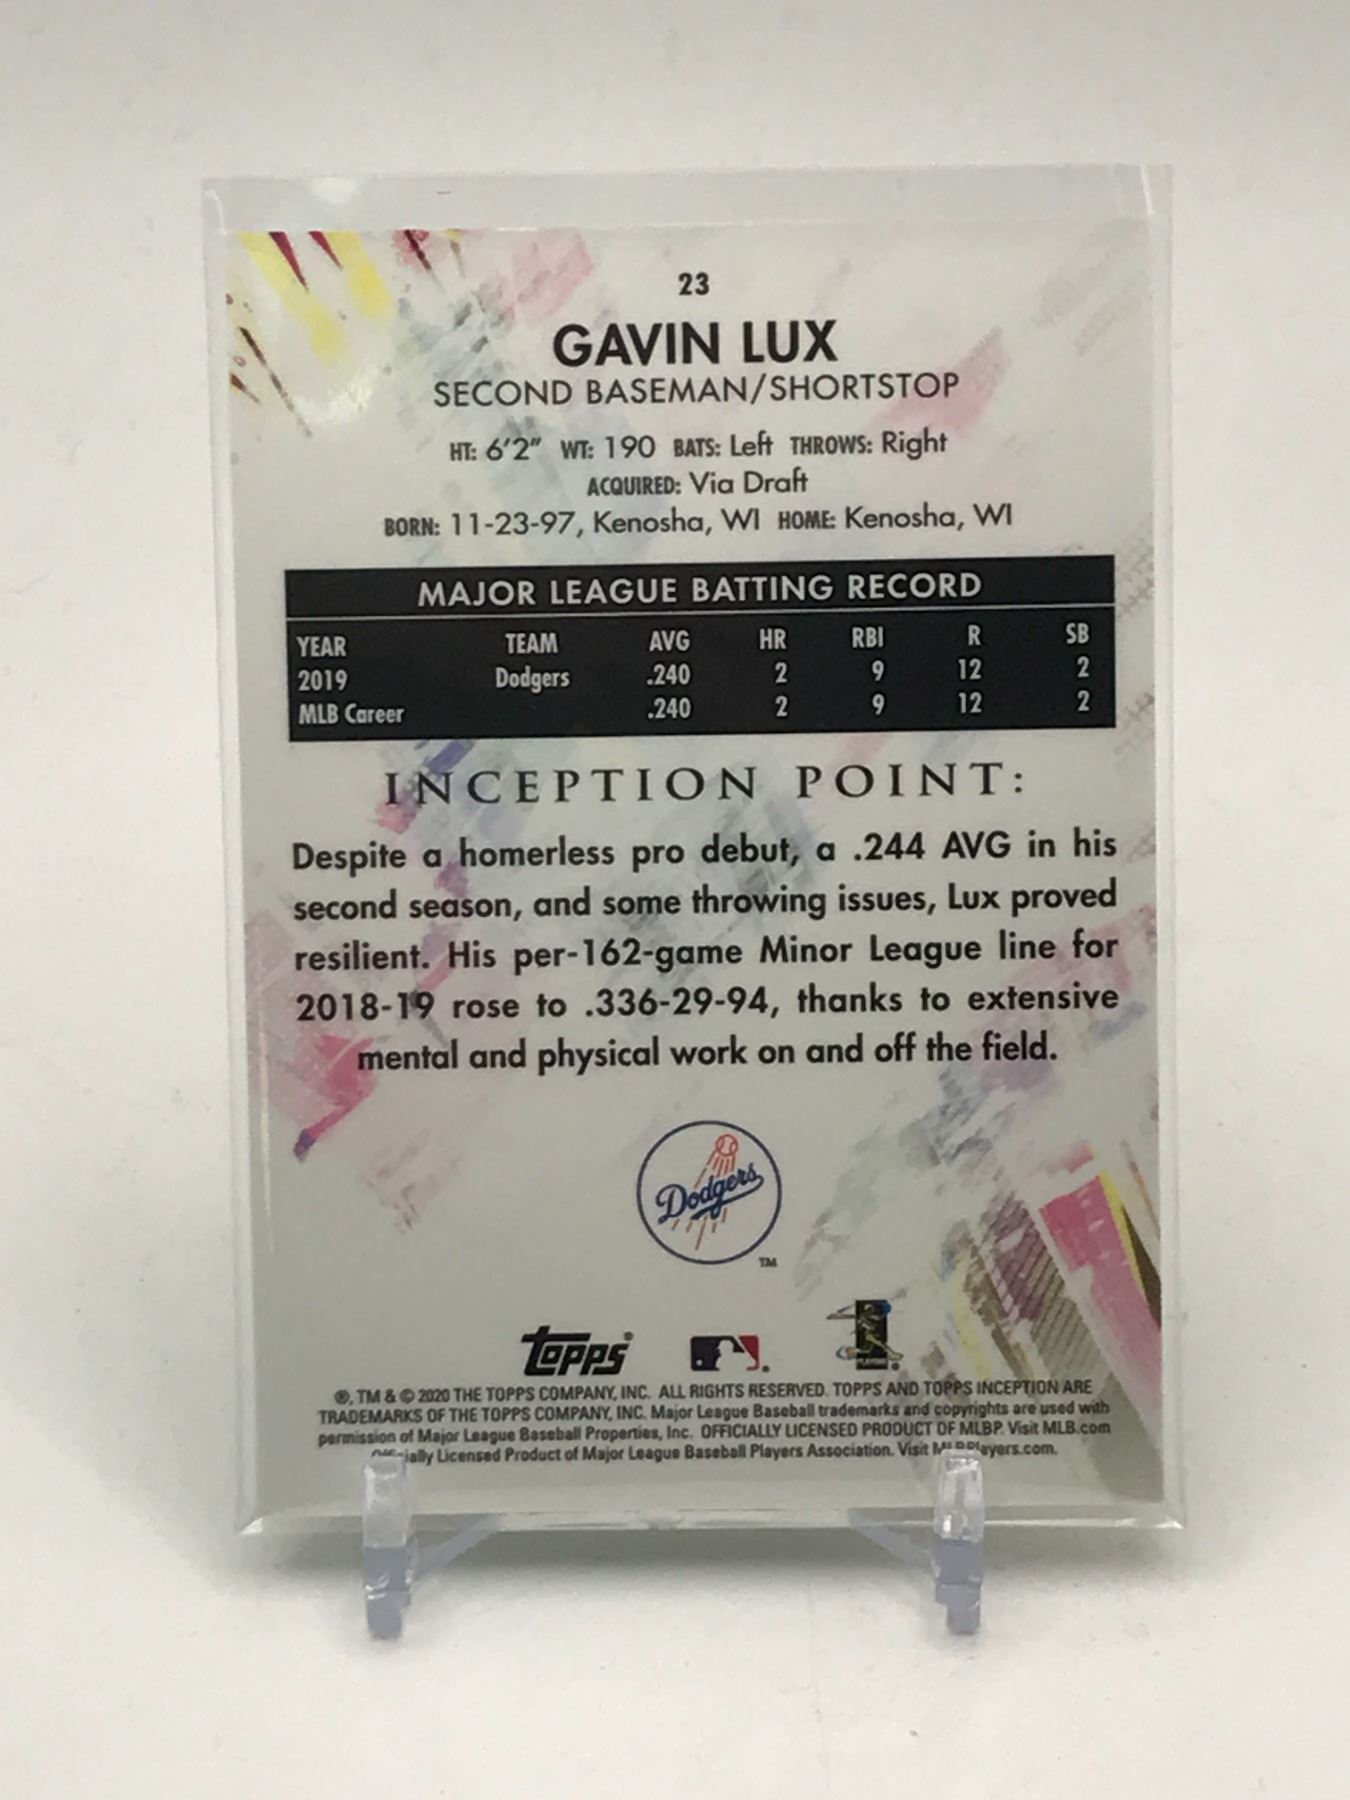 23
GAVIN LUX
SECOND BASEMAN/SHORTSTOP
HT: 6'2" WT: 190 BATS: Left THROWS: Right
ACQUIRED: Via Draft
BORN: 11-23-97, Kenosha, WI HOME: Kenosha, WI
MAJOR LEAGUE BATTING RECORD
YEAR TEAM AVG HR RBI R SB
2019 Dodgers .240 2 9 12 2
MLB Career .240 2 9 12 2
INCEPTION POINT:
Despite a homerless pro debut, a .244 AVG in his
second season, and some throwing issues, Lux proved
resilient. His per-162-game Minor League line for
2018-19 rose to .336-29-94, thanks to extensive
mental and physical work on and off the field.
Dodgers
TM
topps®
®, TM & © 2020 THE TOPPS COMPANY, INC. ALL RIGHTS RESERVED. TOPPS AND TOPPS INCEPTION ARE
TRADEMARKS OF THE TOPPS COMPANY, INC. Major League Baseball trademarks and copyrights are used with
permission of Major League Baseball Properties, Inc. OFFICIALLY LICENSED PRODUCT OF MLBP. Visit MLB.com
Licensed Product of Major League Baseball Players Association. Visit